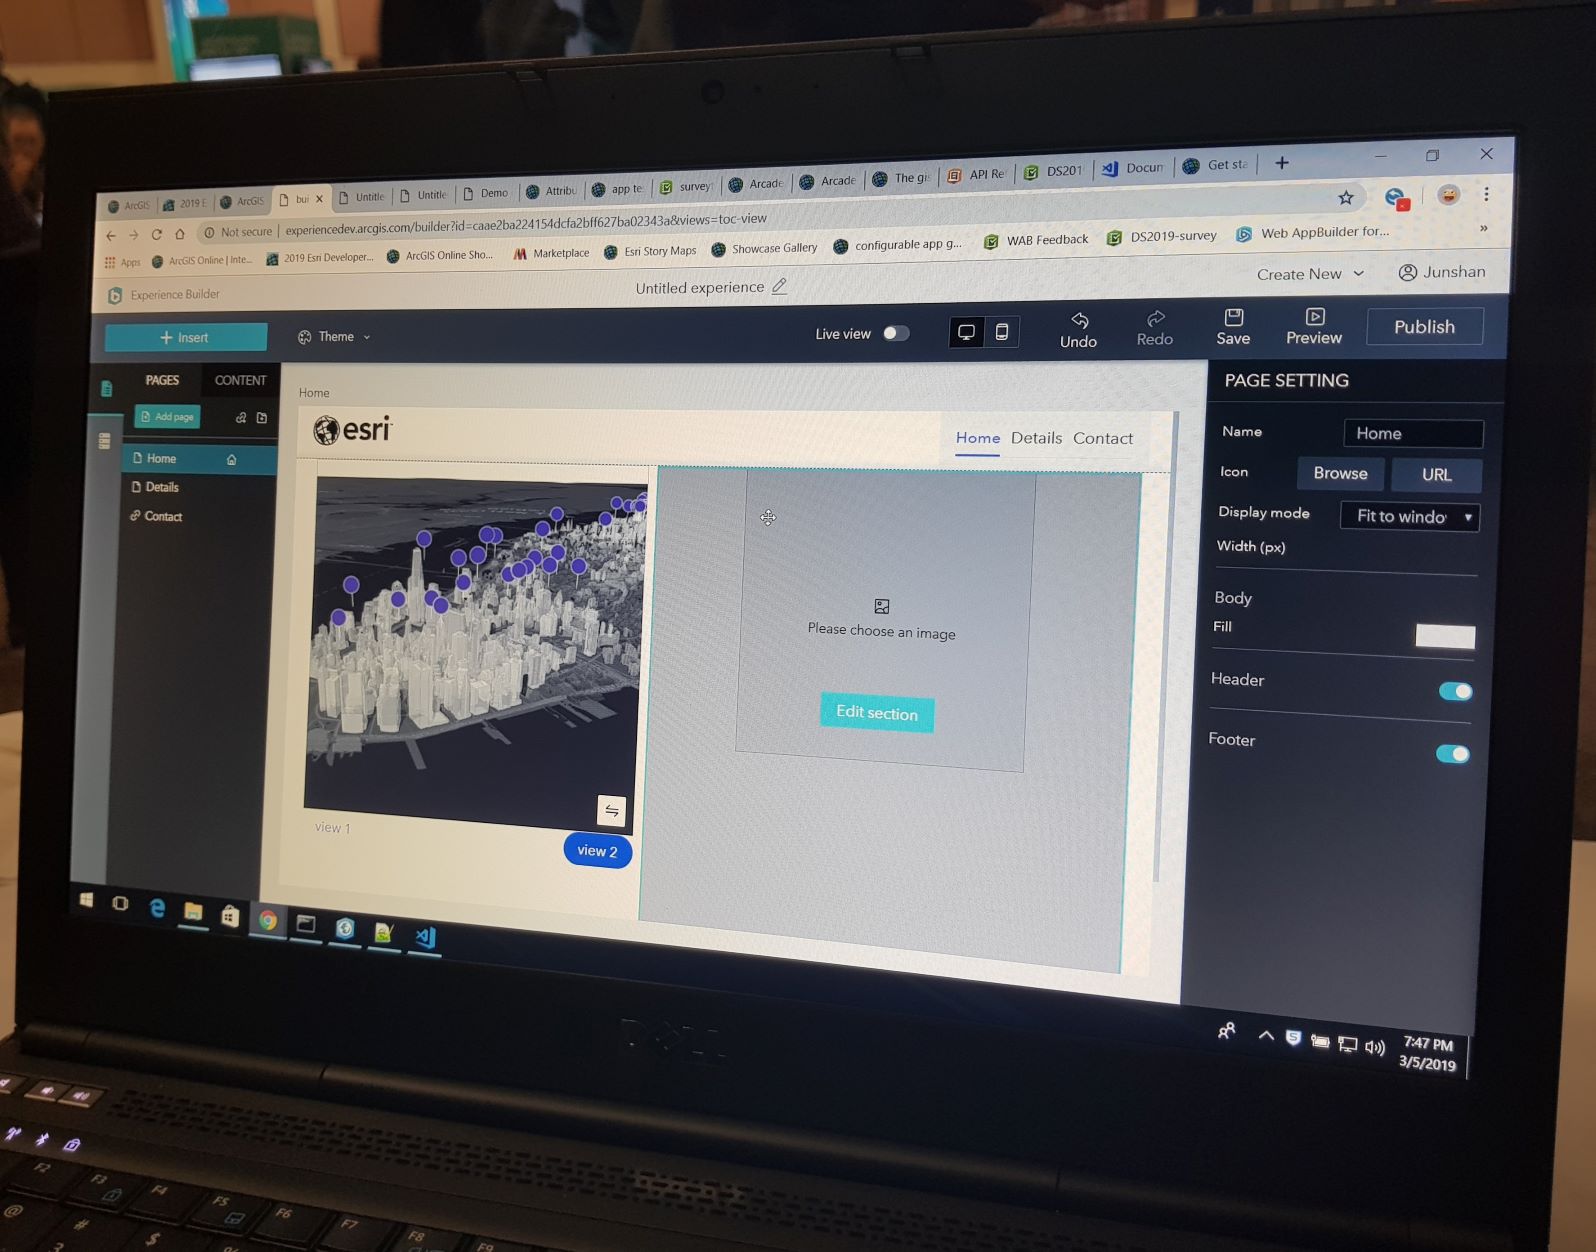 ArcGIS
2019 E
ArcGIS
bui
Untitle
Untitle
Demo
Attribu
app te
survey
Arcade
Arcade
The gis
API Re
DS201
Docun
Get sta
Not secure | experiencedev.arcgis.com/builder?id=caae2ba224154dcfa2bff627ba02343a&views=toc-view
Apps
ArcGIS Online | Inte...
2019 Esri Developer...
ArcGIS Online Sho...
Marketplace
Esri Story Maps
Showcase Gallery
configurable app g...
WAB Feedback
DS2019-survey
Web AppBuilder for...
»
Experience Builder
Untitled experience
Create New
Junshan
+ Insert
Theme
Live view
Undo
Redo
Save
Preview
Publish
PAGES
CONTENT
Add page
Home
Details
Contact
Home
esri
Home Details Contact
Please choose an image
Edit section
view 1
view 2
PAGE SETTING
Name
Home
Icon
Browse
URL
Display mode
Fit to windo
Width (px)
Body
Fill
Header
Footer
7:47 PM
3/5/2019
DELL
F2
F3
F4
F5
F6
F7
F8
F9
@
#
$
3